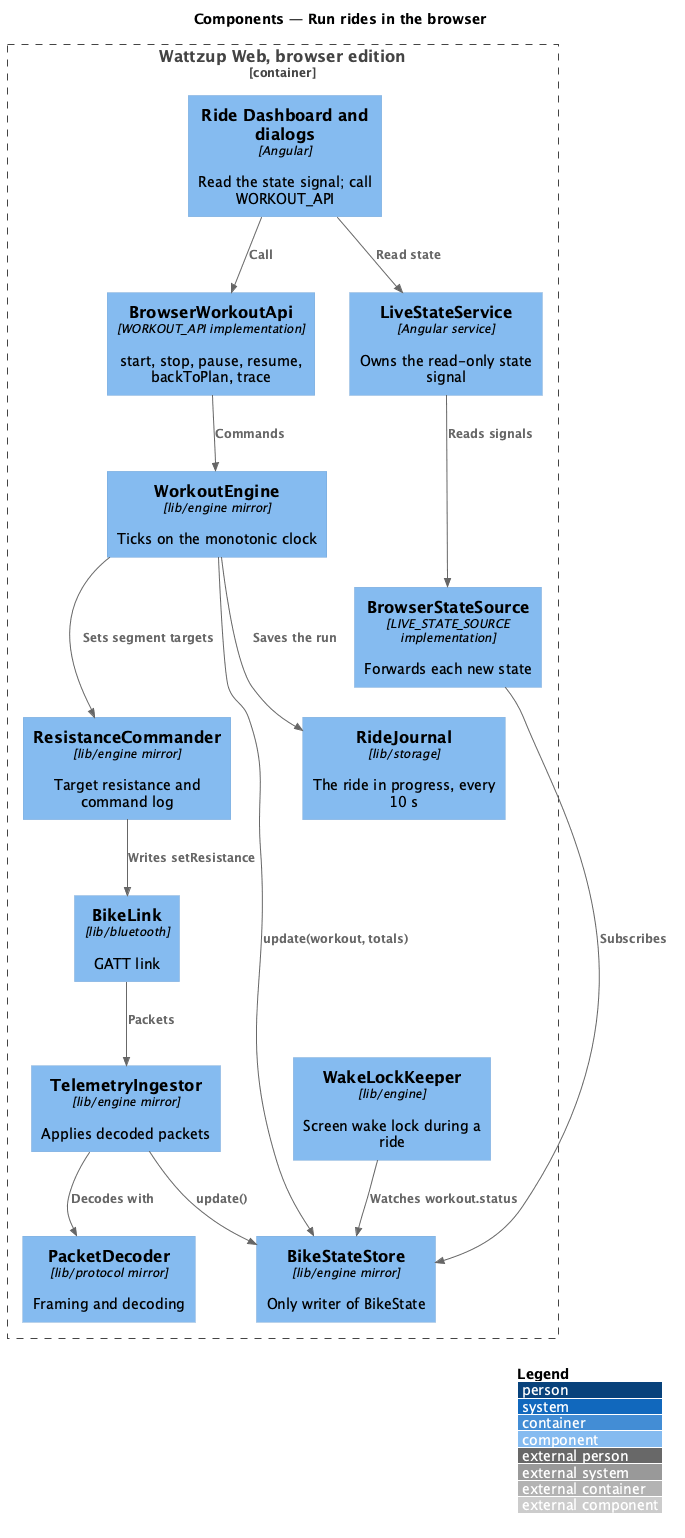 Components — Run rides in the browser
Wattzup Web, browser edition
[container]
Ride Dashboard and
dialogs
[Angular]
Read the state signal; call
WORKOUT_API
Call
Read state
BrowserWorkoutApi
[WORKOUT_API implementation]
start, stop, pause, resume,
backToPlan, trace
LiveStateService
[Angular service]
Owns the read-only state
signal
Commands
Reads signals
WorkoutEngine
[lib/engine mirror]
Ticks on the monotonic clock
BrowserStateSource
[LIVE_STATE_SOURCE
implementation]
Forwards each new state
Sets segment targets
Saves the run
ResistanceCommander
[lib/engine mirror]
Target resistance and
command log
RideJournal
[lib/storage]
The ride in progress, every
10 s
Writes setResistance
BikeLink
[lib/bluetooth]
GATT link
update(workout, totals)
Subscribes
Packets
TelemetryIngestor
[lib/engine mirror]
Applies decoded packets
WakeLockKeeper
[lib/engine]
Screen wake lock during a
ride
Decodes with
update()
Watches workout.status
PacketDecoder
[lib/protocol mirror]
Framing and decoding
BikeStateStore
[lib/engine mirror]
Only writer of BikeState
Legend
person
system
container
component
external person
external system
external container
external component